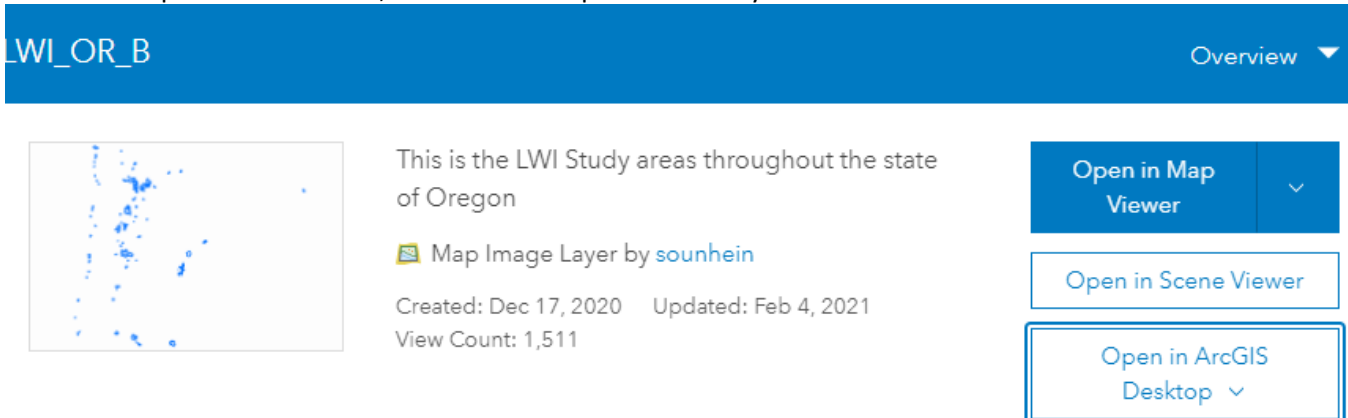 LWI_OR_B
Overview
This is the LWI Study areas throughout the state
of Oregon
Map Image Layer by sounhein
Created: Dec 17, 2020 Updated: Feb 4, 2021
View Count: 1,511
Open in Map
Viewer
Open in Scene Viewer
Open in ArcGIS
Desktop